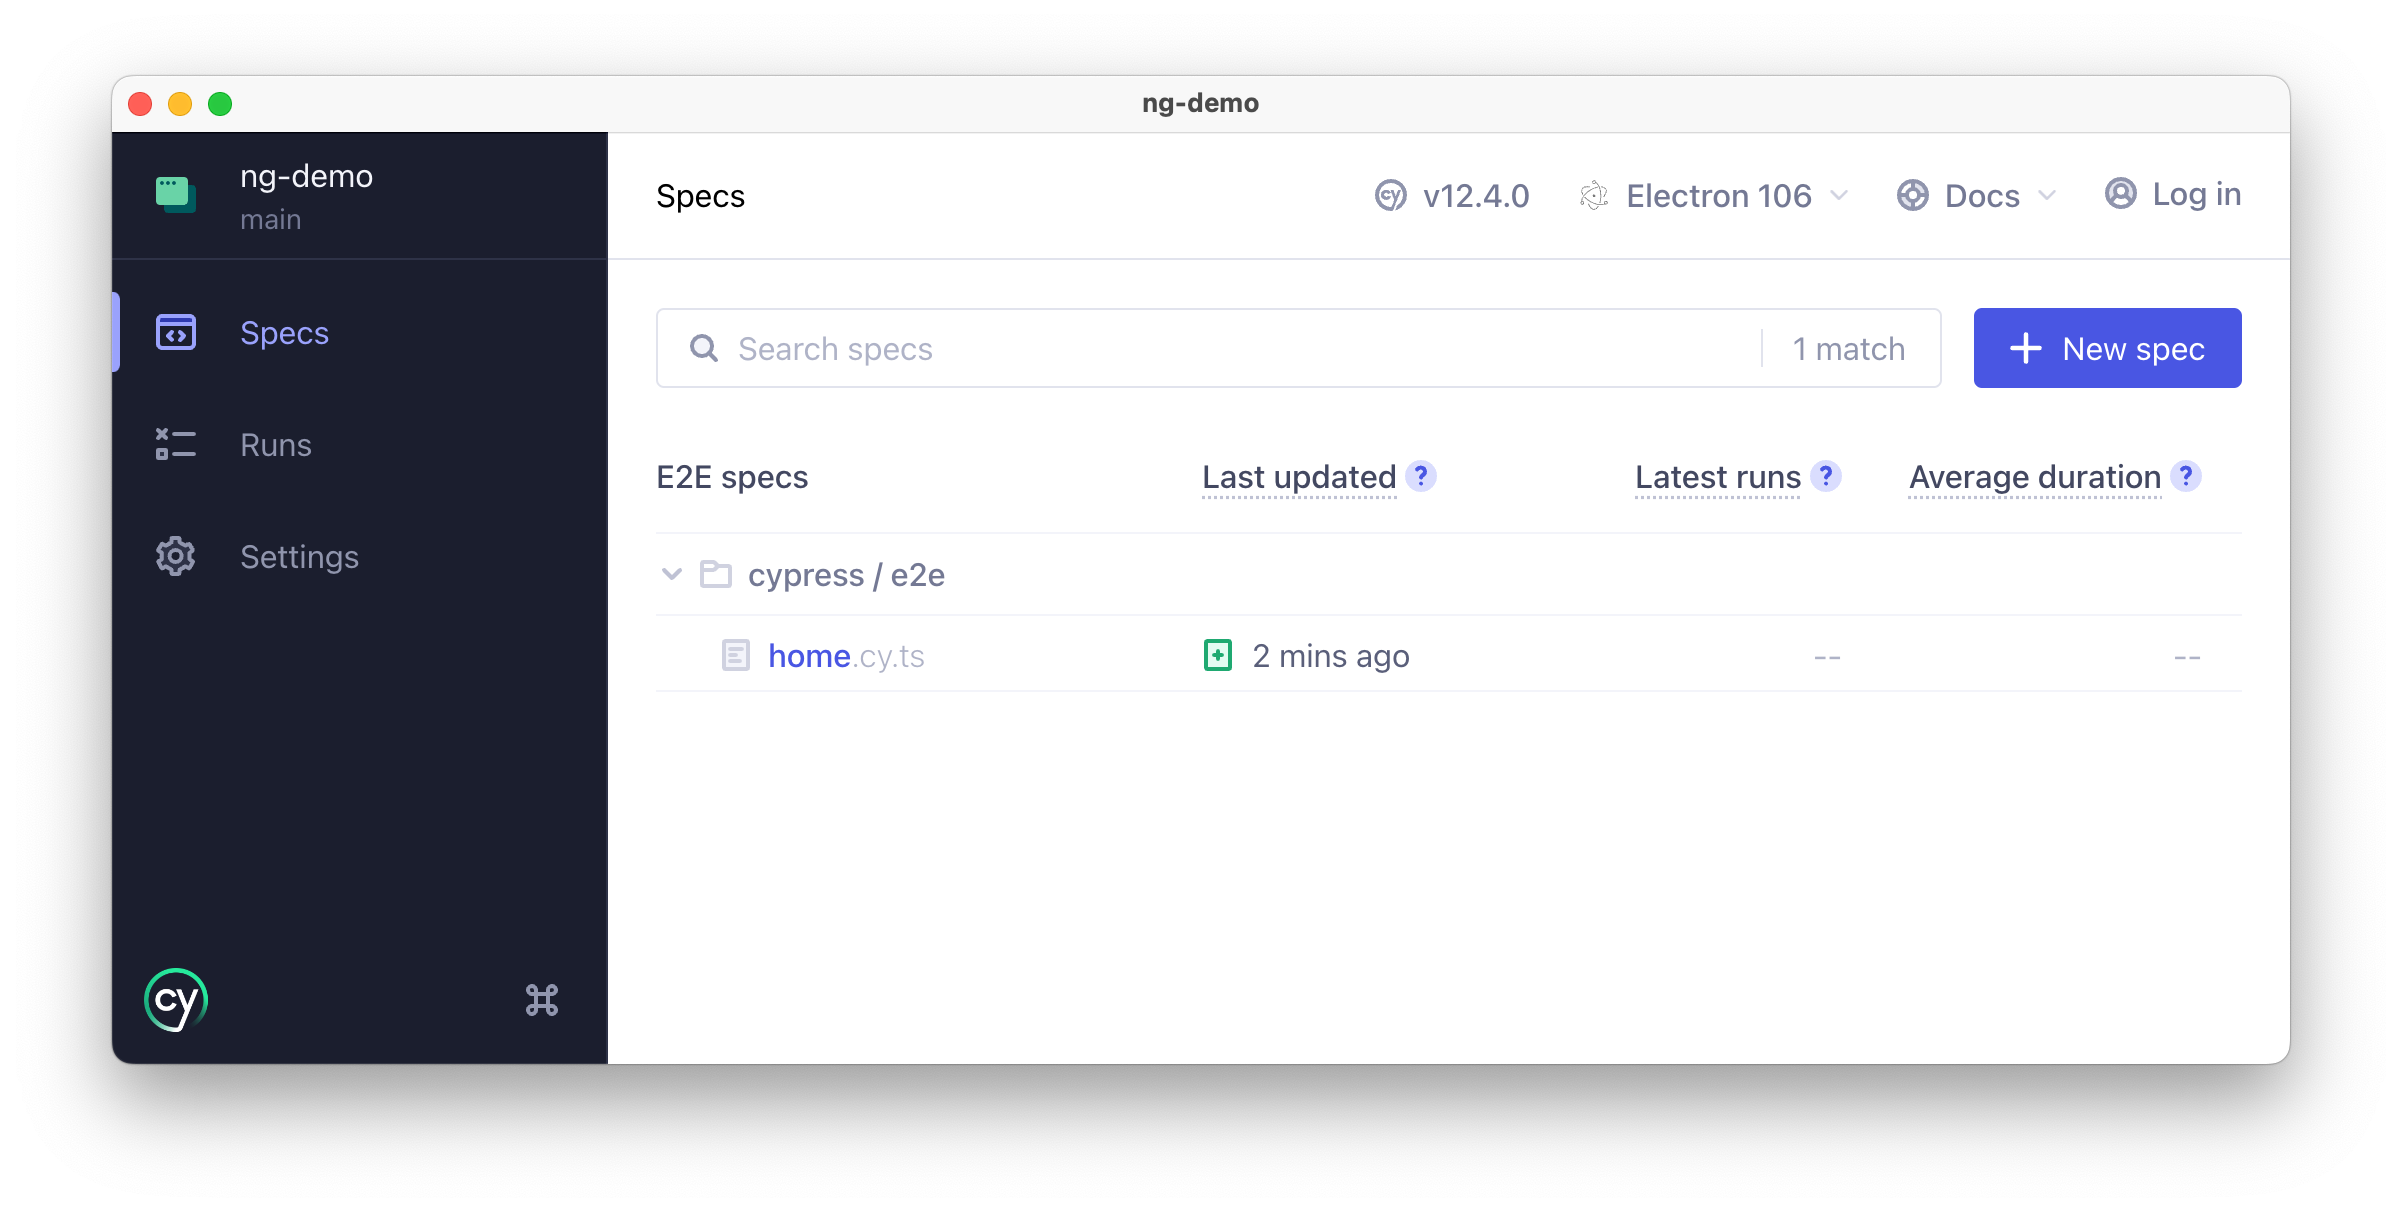 ng-demo
ng-demo
main
Specs
Runs
Settings
cy
Specs
cy v12.4.0 Electron 106 Docs Log in
Search specs 1 match + New spec
E2E specs Last updated ? Latest runs ? Average duration ?
cypress / e2e
home.cy.ts 2 mins ago -- --